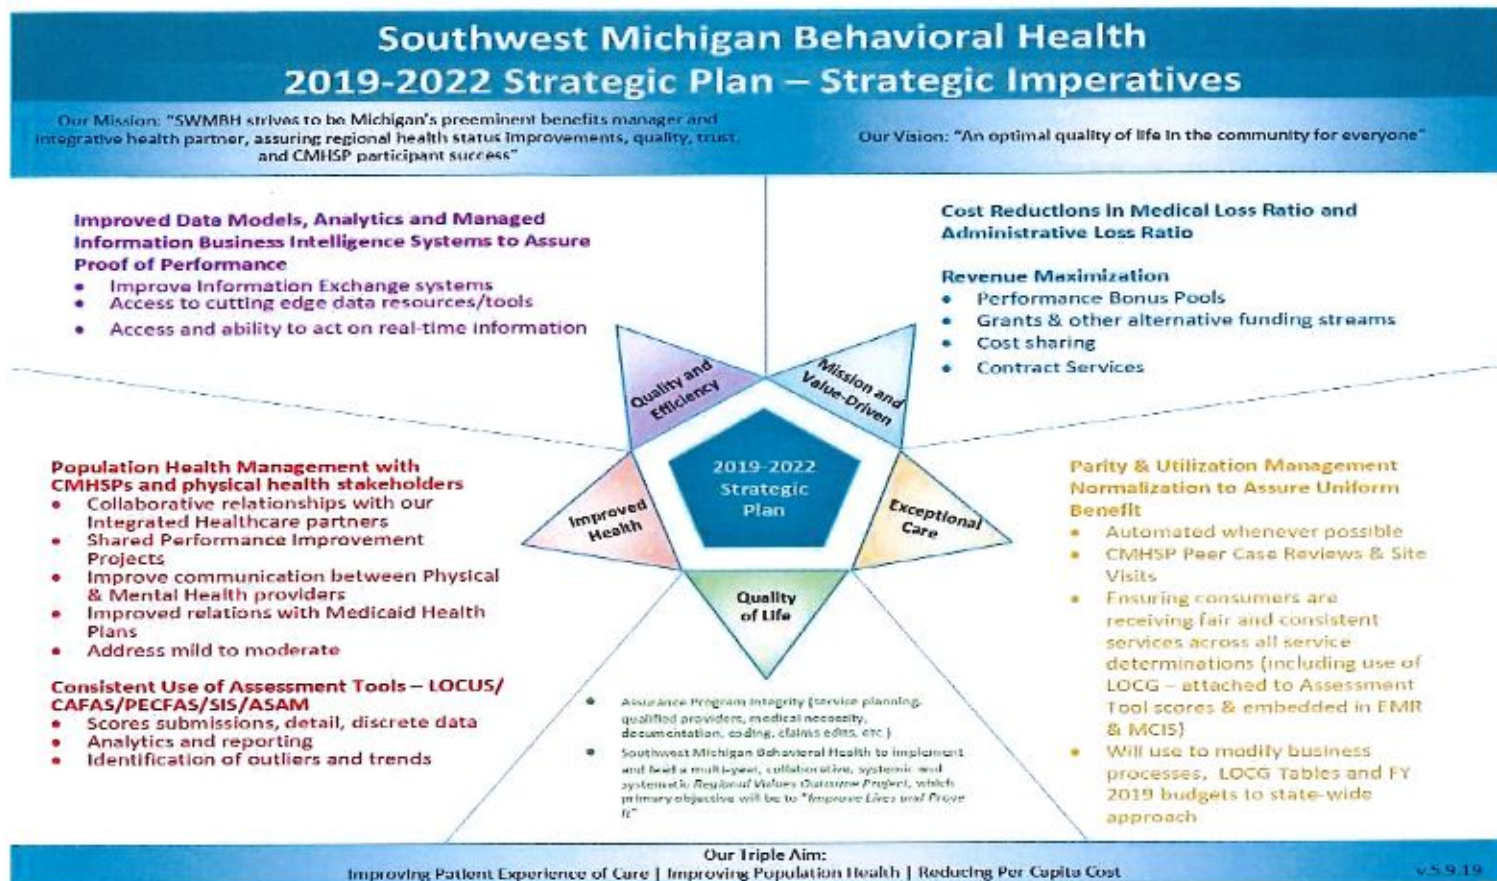 Southwest Michigan Behavioral Health
2019-2022 Strategic Plan – Strategic Imperatives
Our Mission: "SWMBH strives to be Michigan's preeminent benefits manager and
integrative health partner, assuring regional health status improvements, quality, trust,
and CMHSP participant success"
Our Vision: "An optimal quality of life in the community for everyone"
Improved Data Models, Analytics and Managed
Information Business Intelligence Systems to Assure
Proof of Performance
• Improve Information Exchange systems
• Access to cutting edge data resources/tools
• Access and ability to act on real-time information
Cost Reductions in Medical Loss Ratio and
Administrative Loss Ratio
Revenue Maximization
• Performance Bonus Pools
• Grants & other alternative funding streams
• Cost sharing
• Contract Services
Quality and
Efficiency
Mission and
Value-Driven
Improved
Health
2019-2022
Strategic
Plan
Exceptional
Care
Quality
of Life
Population Health Management with
CMHSPs and physical health stakeholders
• Collaborative relationships with our
Integrated Healthcare partners
• Shared Performance Improvement
Projects
• Improve communication between Physical
& Mental Health providers
• Improved relations with Medicaid Health
Plans
• Address mild to moderate
Consistent Use of Assessment Tools – LOCUS/
CAFAS/PECFAS/SIS/ASAM
• Scores submissions, detail, discrete data
• Analytics and reporting
• Identification of outliers and trends
• Assurance Program Integrity (service planning,
qualified providers, medical necessity,
documentation, coding, claims edits, etc.)
• Southwest Michigan Behavioral Health to implement
and lead a multi-year, collaborative, systemic and
systematic Regional Values Outcome Project, which
primary objective will be to "Improve Lives and Prove
It"
Parity & Utilization Management
Normalization to Assure Uniform
Benefit
• Automated whenever possible
• CMHSP Peer Case Reviews & Site
Visits
• Ensuring consumers are
receiving fair and consistent
services across all service
determinations (including use of
LOCG – attached to Assessment
Tool scores & embedded in EMR
& MCIS)
• Will use to modify business
processes, LOCG Tables and FY
2019 budgets to state-wide
approach
Our Triple Aim:
Improving Patient Experience of Care | Improving Population Health | Reducing Per Capita Cost
v.5.9.19